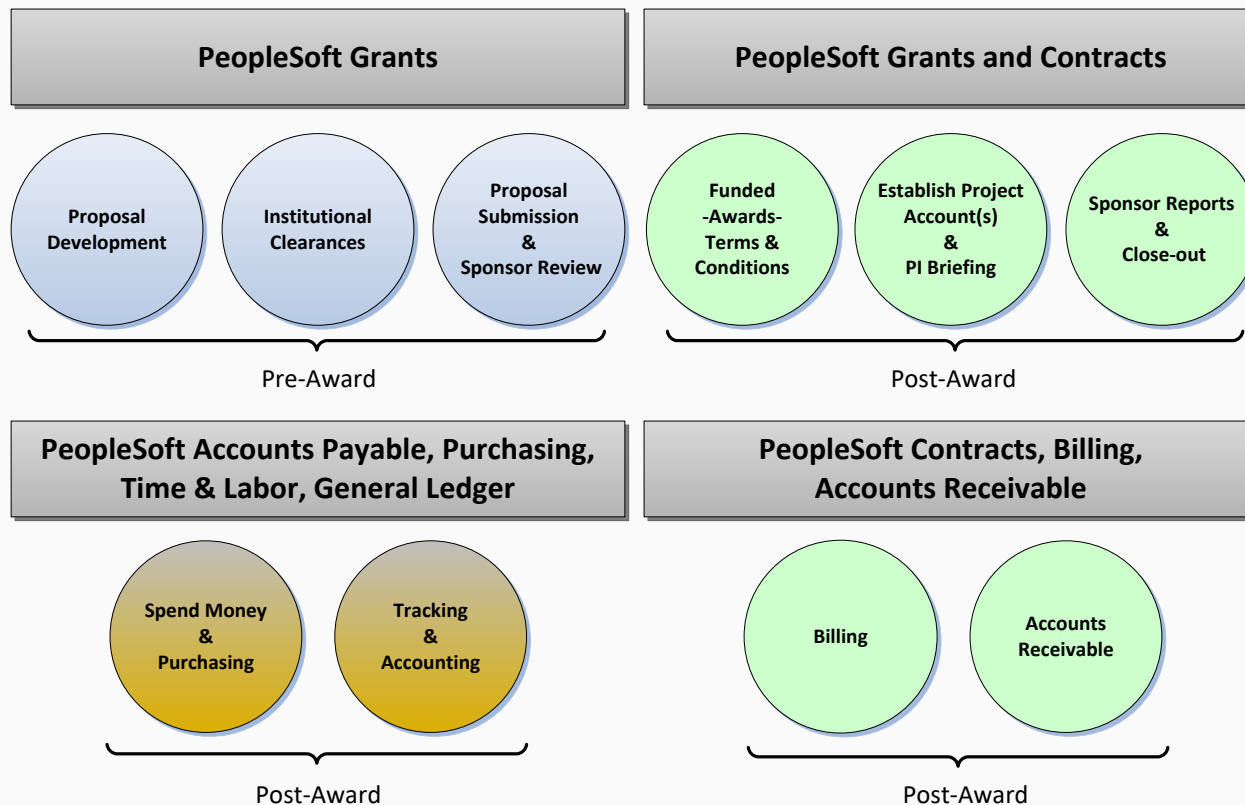 PeopleSoft Grants
Proposal
Development
Institutional
Clearances
Proposal
Submission
&
Sponsor Review
Pre-Award
PeopleSoft Grants and Contracts
Funded
-Awards-
Terms &
Conditions
Establish Project
Account(s)
&
PI Briefing
Sponsor Reports
&
Close-out
Post-Award
PeopleSoft Accounts Payable, Purchasing,
Time & Labor, General Ledger
Spend Money
&
Purchasing
Tracking
&
Accounting
Post-Award
PeopleSoft Contracts, Billing,
Accounts Receivable
Billing
Accounts
Receivable
Post-Award